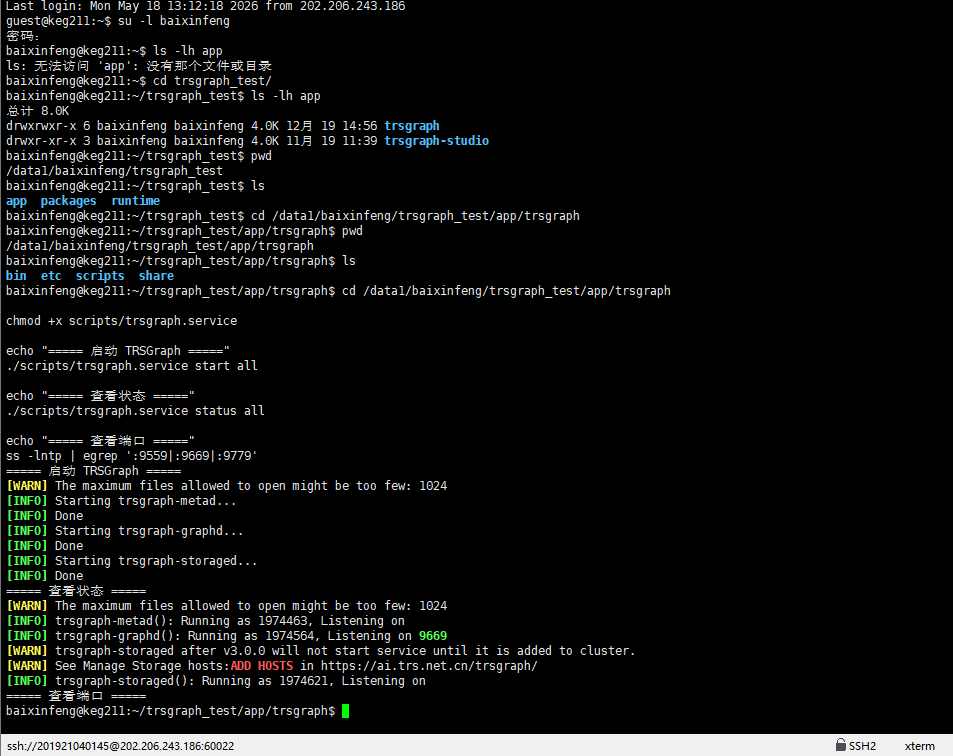 Last login: Mon May 18 13:12:18 2026 from 202.206.243.186
guest@keg211:~$ su -l baixinfeng
密码：
baixinfeng@keg211:~$ ls -lh app
ls: 无法访问 'app': 没有那个文件或目录
baixinfeng@keg211:~$ cd trsgraph_test/
baixinfeng@keg211:~/trsgraph_test$ ls -lh app
总计 8.0K
drwxrwxr-x 6 baixinfeng baixinfeng 4.0K 12月 19 14:56 trsgraph
drwxr-xr-x 3 baixinfeng baixinfeng 4.0K 11月 19 11:39 trsgraph-studio
baixinfeng@keg211:~/trsgraph_test$ pwd
/data1/baixinfeng/trsgraph_test
baixinfeng@keg211:~/trsgraph_test$ ls
app packages runtime
baixinfeng@keg211:~/trsgraph_test$ cd /data1/baixinfeng/trsgraph_test/app/trsgraph
baixinfeng@keg211:~/trsgraph_test/app/trsgraph$ pwd
/data1/baixinfeng/trsgraph_test/app/trsgraph
baixinfeng@keg211:~/trsgraph_test/app/trsgraph$ ls
bin etc scripts share
baixinfeng@keg211:~/trsgraph_test/app/trsgraph$ cd /data1/baixinfeng/trsgraph_test/app/trsgraph
chmod +x scripts/trsgraph.service
echo "===== 启动 TRSGraph ====="
./scripts/trsgraph.service start all
echo "===== 查看状态 ====="
./scripts/trsgraph.service status all
echo "===== 查看端口 ====="
ss -lntp | egrep ':9559|:9669|:9779'
===== 启动 TRSGraph =====
[WARN] The maximum files allowed to open might be too few: 1024
[INFO] Starting trsgraph-metad...
[INFO] Done
[INFO] Starting trsgraph-graphd...
[INFO] Done
[INFO] Starting trsgraph-storaged...
[INFO] Done
===== 查看状态 =====
[WARN] The maximum files allowed to open might be too few: 1024
[INFO] trsgraph-metad(): Running as 1974463, Listening on
[INFO] trsgraph-graphd(): Running as 1974564, Listening on 9669
[WARN] trsgraph-storaged after v3.0.0 will not start service until it is added to cluster.
[WARN] See Manage Storage hosts:ADD HOSTS in https://ai.trs.net.cn/trsgraph/
[INFO] trsgraph-storaged(): Running as 1974621, Listening on
===== 查看端口 =====
baixinfeng@keg211:~/trsgraph_test/app/trsgraph$
ssh://201921040145@202.206.243.186:60022 SSH2 xterm